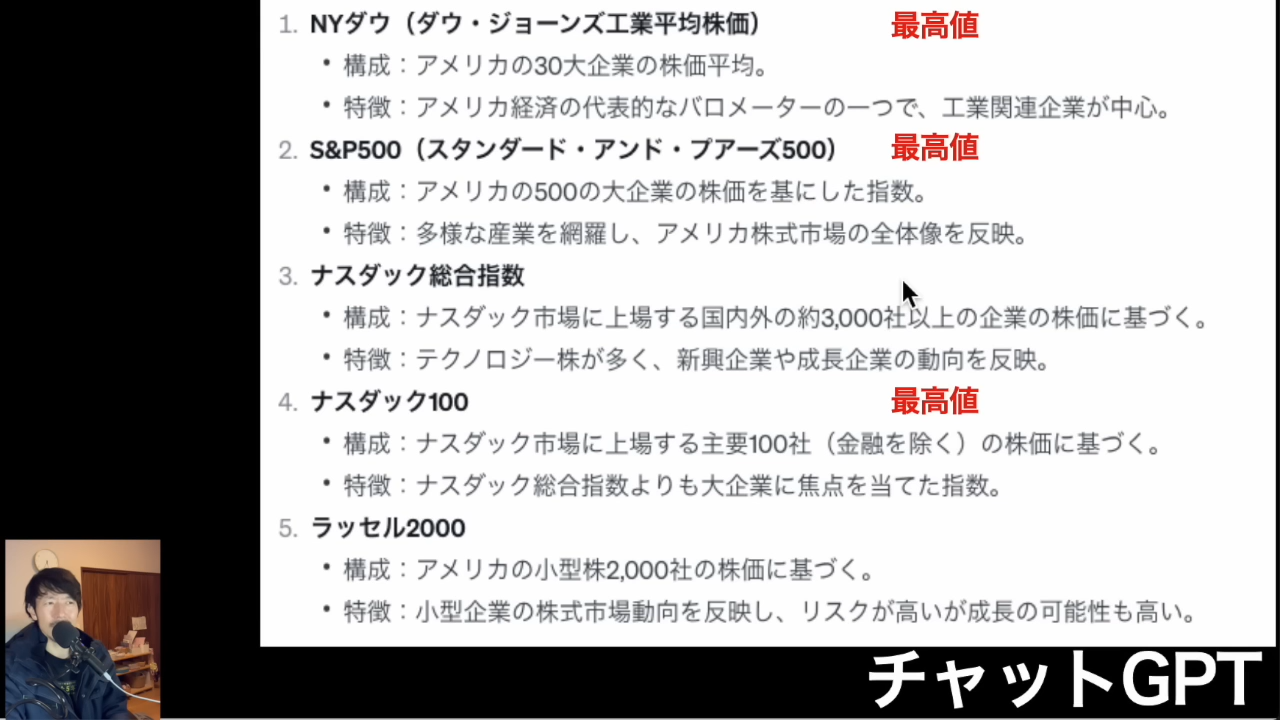 1. NYダウ（ダウ・ジョーンズ工業平均株価） 最高値
• 構成：アメリカの30大企業の株価平均。
• 特徴：アメリカ経済の代表的なバロメーターの一つで、工業関連企業が中心。
2. S&P500（スタンダード・アンド・プアーズ500） 最高値
• 構成：アメリカの500の大企業の株価を基にした指数。
• 特徴：多様な産業を網羅し、アメリカ株式市場の全体像を反映。
3. ナスダック総合指数
• 構成：ナスダック市場に上場する国内外の約3,000社以上の企業の株価に基づく。
• 特徴：テクノロジー株が多く、新興企業や成長企業の動向を反映。
4. ナスダック100 最高値
• 構成：ナスダック市場に上場する主要100社（金融を除く）の株価に基づく。
• 特徴：ナスダック総合指数よりも大企業に焦点を当てた指数。
5. ラッセル2000
• 構成：アメリカの小型株2,000社の株価に基づく。
• 特徴：小型企業の株式市場動向を反映し、リスクが高いが成長の可能性も高い。
チャットGPT